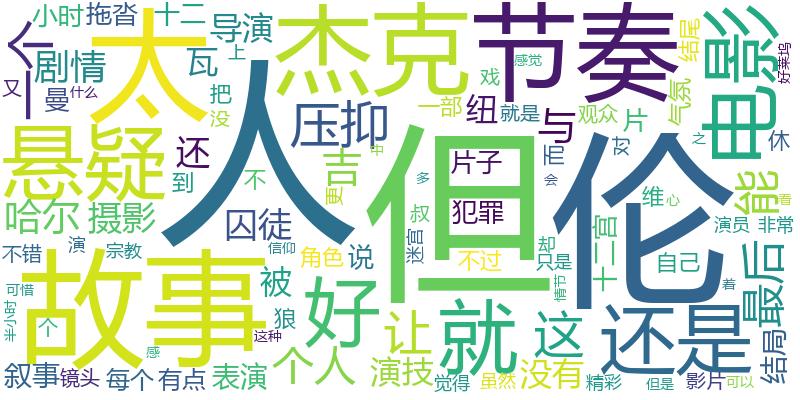 小时
拖沓
十二
导演
杰克
节奏
电影
结尾
好莱坞
一个
太
剧情
瓦
上
感觉
戏
又
曼
什么
把
没
人
压抑
一部
纽
就是
观众
片
气氛
悬疑
还
与
对
之
休
吉
中
片子
而
但
伦
能
看
到
不
更
多
会
维
心
哈尔
摄影
囚徒
叔
犯罪
演员
非常
不错
演
宗教
信仰
角色
说
迷宫
不过
却
只是
十二宫
自己
最后
故事
被
好
就
情节
着
可惜
半小时
个
狼
这种
让
这
还是
结局
感
叙事
镜头
每个
有点
表演
个人
演技
觉得
虽然
没有
精彩
但是
影片
可以